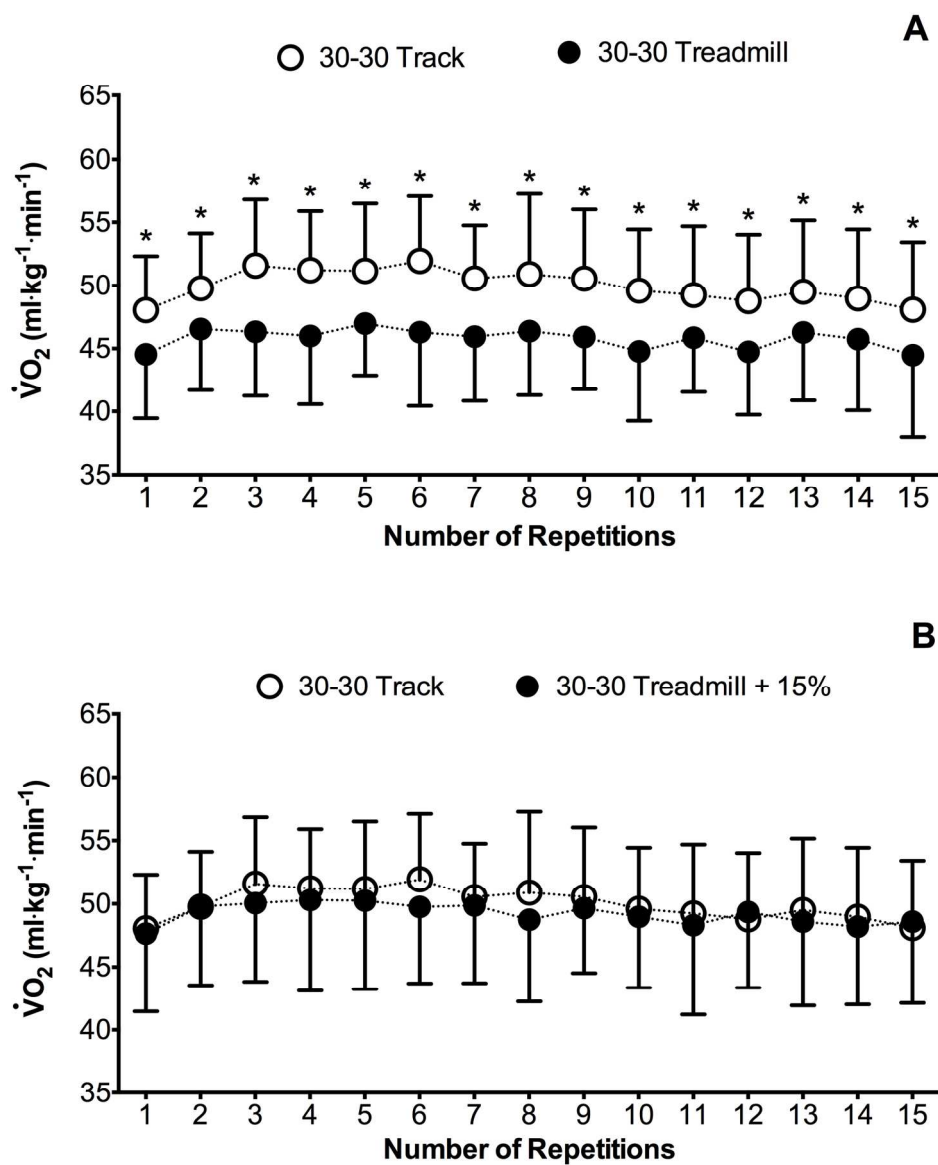 A
30-30 Track 30-30 Treadmill
65
60
55
50
45
40
35
V̇O₂ (ml·kg⁻¹·min⁻¹)
* * * * * * * * * * * * * * *
1 2 3 4 5 6 7 8 9 10 11 12 13 14 15
Number of Repetitions
B
30-30 Track 30-30 Treadmill + 15%
65
60
55
50
45
40
35
V̇O₂ (ml·kg⁻¹·min⁻¹)
1 2 3 4 5 6 7 8 9 10 11 12 13 14 15
Number of Repetitions